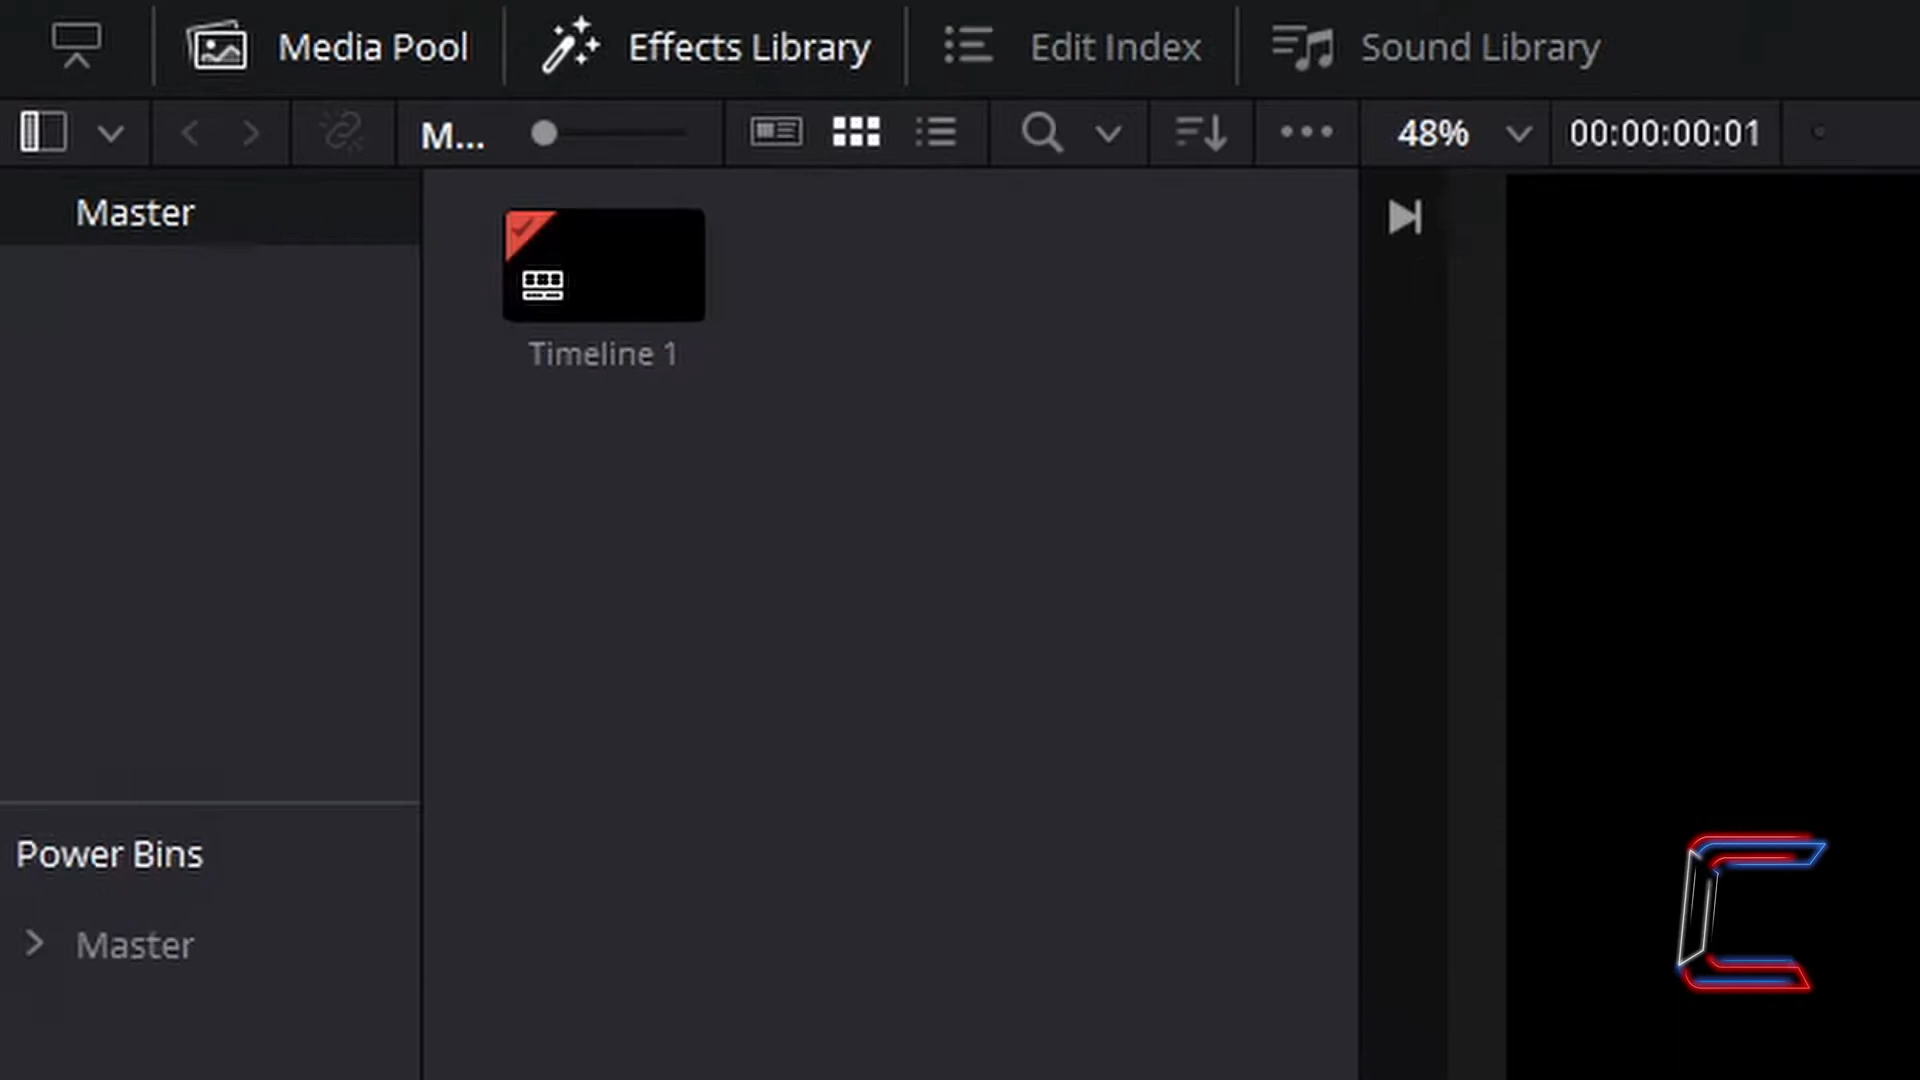 Media Pool
Effects Library
Edit Index
Sound Library
M...
48%
00:00:00:01
Master
Timeline 1
Power Bins
Master
C